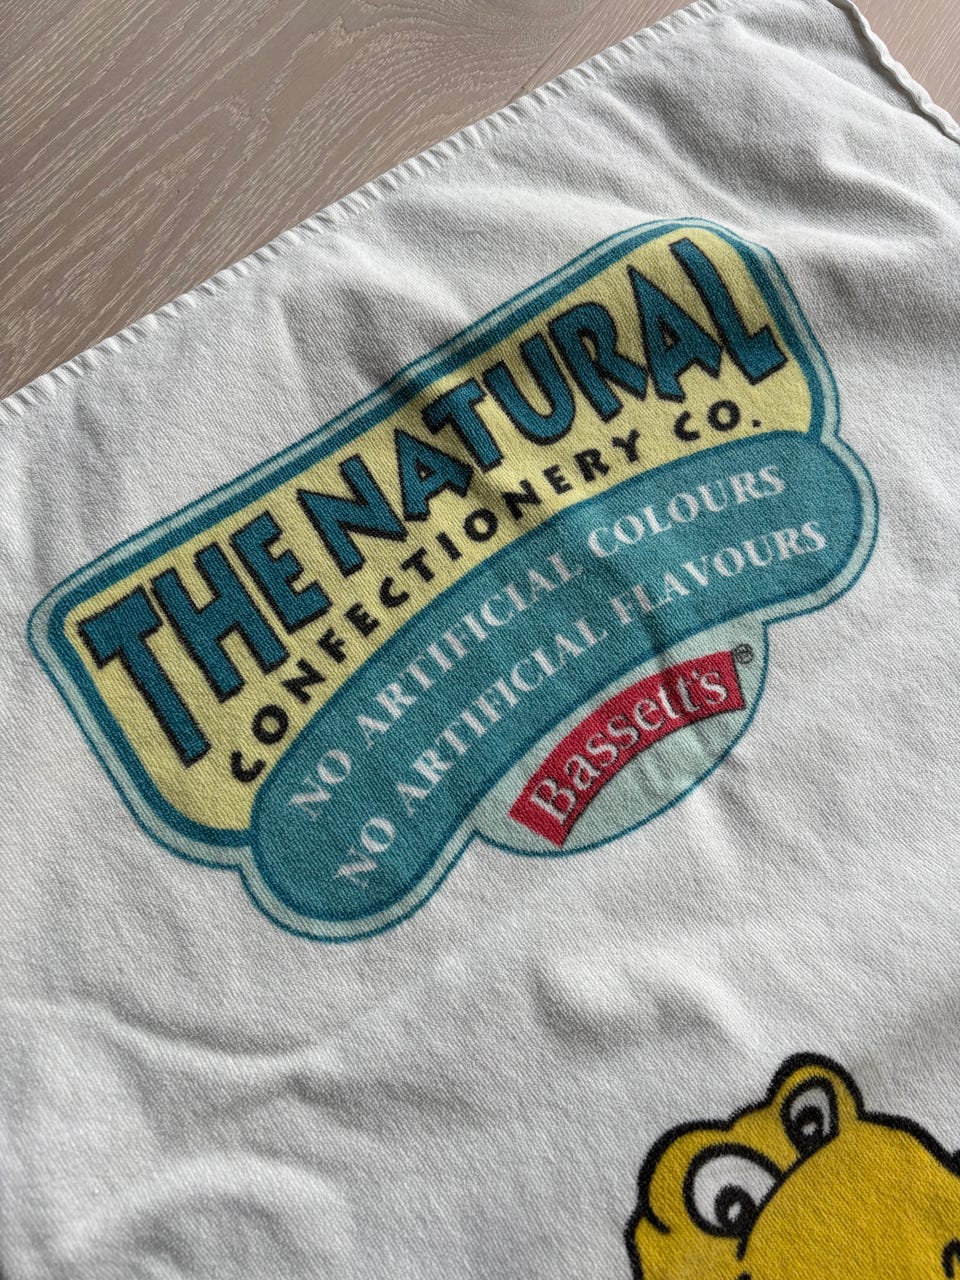 THE NATURAL
CONFECTIONERY CO.
NO ARTIFICIAL COLOURS
NO ARTIFICIAL FLAVOURS
Bassett's®